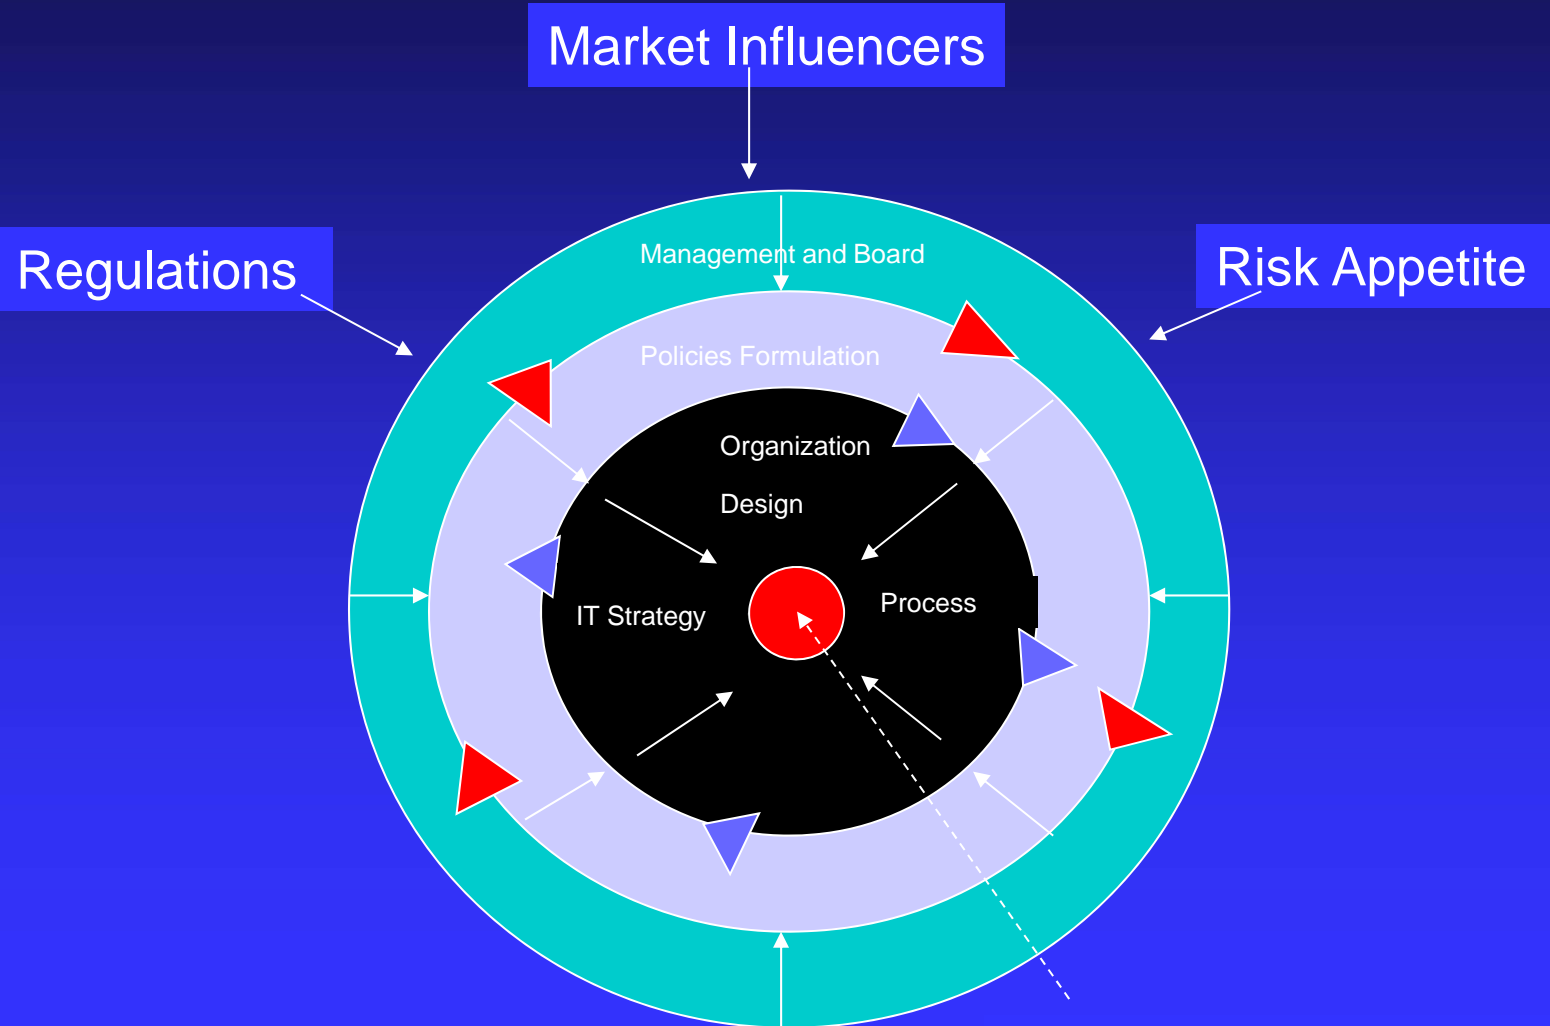 Market Influencers
Regulations
Risk Appetite
Management and Board
Policies Formulation
Organization
Design
IT Strategy
Process